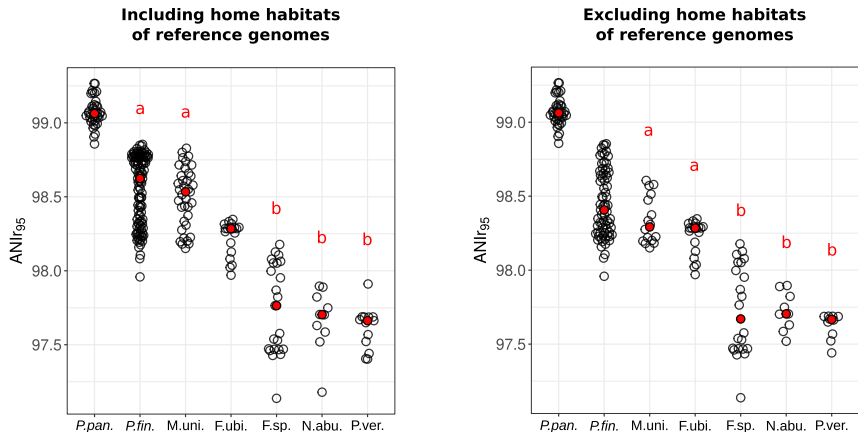 Including home habitats
of reference genomes
ANIr95
99.0
98.5
98.0
97.5
a
a
b
b
b
P.pan. P.fin. M.uni. F.ubi. F.sp. N.abu. P.ver.
Excluding home habitats
of reference genomes
ANIr95
99.0
98.5
98.0
97.5
a
a
b
b
b
P.pan. P.fin. M.uni. F.ubi. F.sp. N.abu. P.ver.